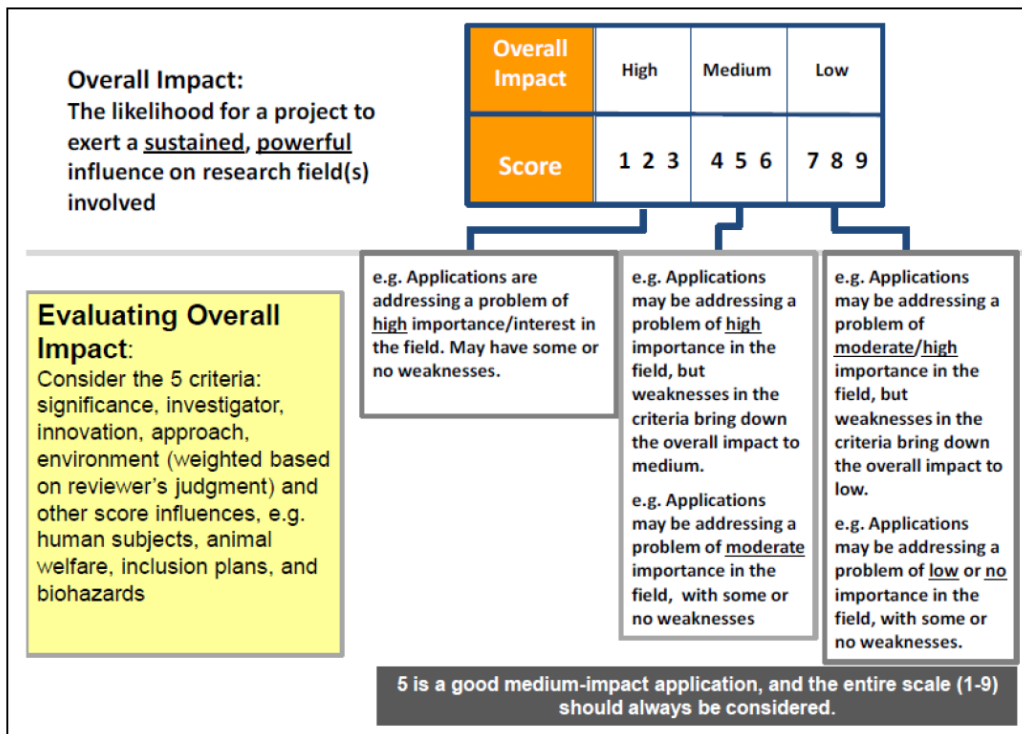 Overall Impact:
The likelihood for a project to
exert a sustained, powerful
influence on research field(s)
involved
Overall
Impact
High
Medium
Low
Score
1 2 3
4 5 6
7 8 9
Evaluating Overall
Impact:
Consider the 5 criteria:
significance, investigator,
innovation, approach,
environment (weighted based
on reviewer’s judgment) and
other score influences, e.g.
human subjects, animal
welfare, inclusion plans, and
biohazards
e.g. Applications are
addressing a problem of
high importance/interest in
the field. May have some or
no weaknesses.
e.g. Applications
may be addressing a
problem of high
importance in the
field, but
weaknesses in the
criteria bring down
the overall impact to
medium.
e.g. Applications
may be addressing a
problem of moderate
importance in the
field, with some or
no weaknesses
e.g. Applications
may be addressing a
problem of
moderate/high
importance in the
field, but
weaknesses in the
criteria bring down
the overall impact to
low.
e.g. Applications
may be addressing a
problem of low or no
importance in the
field, with some or
no weaknesses.
5 is a good medium-impact application, and the entire scale (1-9)
should always be considered.